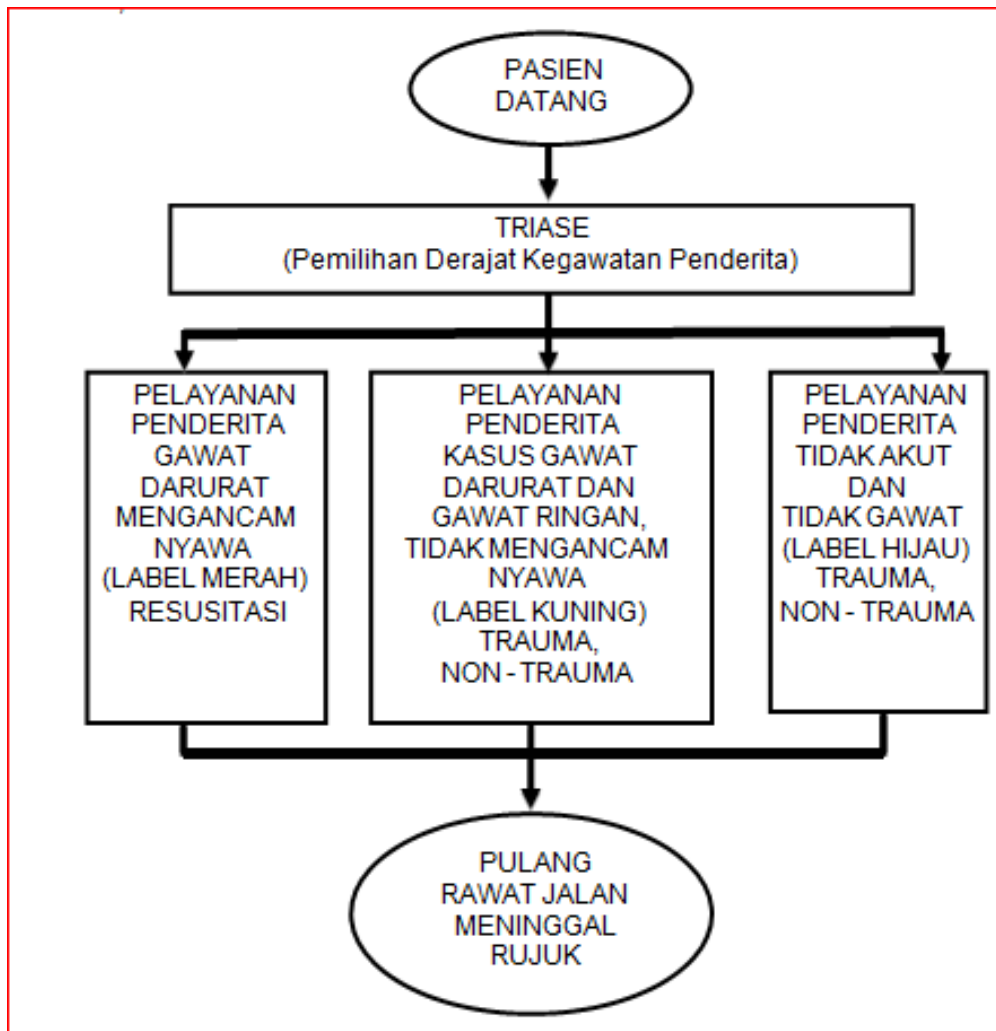 PASIEN
DATANG
TRIASE
(Pemilihan Derajat Kegawatan Penderita)
PELAYANAN
PENDERITA
GAWAT
DARURAT
MENGANCAM
NYAWA
(LABEL MERAH)
RESUSITASI
PELAYANAN
PENDERITA
KASUS GAWAT
DARURAT DAN
GAWAT RINGAN,
TIDAK MENGANCAM
NYAWA
(LABEL KUNING)
TRAUMA,
NON - TRAUMA
PELAYANAN
PENDERITA
TIDAK AKUT
DAN
TIDAK GAWAT
(LABEL HIJAU)
TRAUMA,
NON - TRAUMA
PULANG
RAWAT JALAN
MENINGGAL
RUJUK